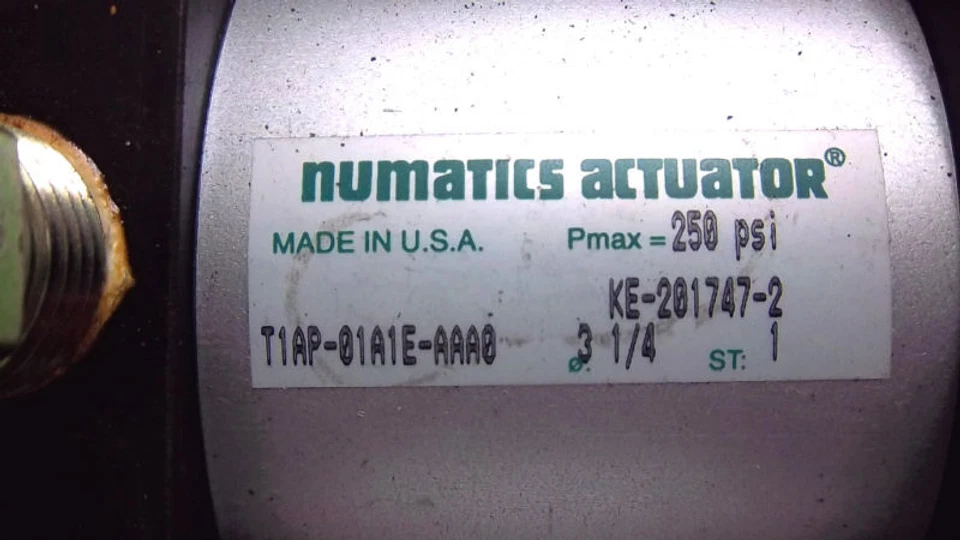 numatics actuator®
MADE IN U.S.A. Pmax = 250 psi
KE-201747-2
T1AP-01A1E-AAA0 ø: 3 1/4 ST: 1